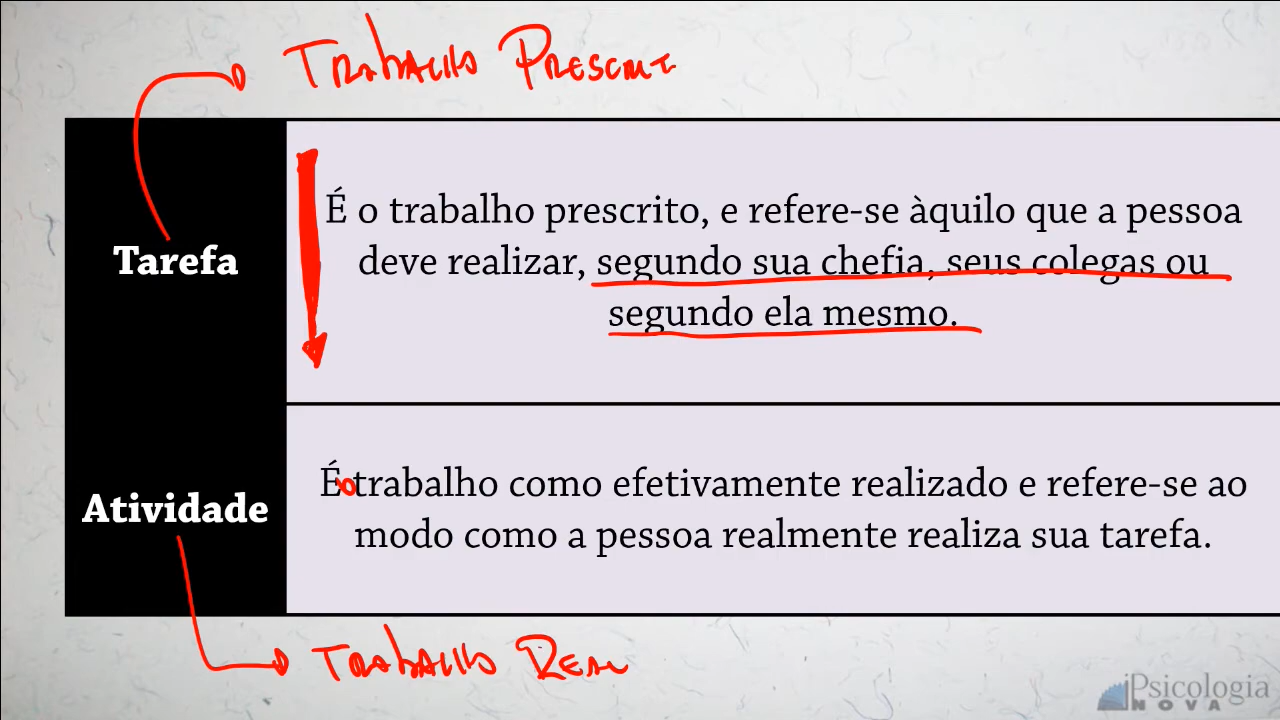 TRABALHO PRESCRI
É o trabalho prescrito, e refere-se àquilo que a pessoa
Tarefa
deve realizar, segundo sua chefia, seus colegas ou
segundo ela mesmo.
É o trabalho como efetivamente realizado e refere-se ao
Atividade
modo como a pessoa realmente realiza sua tarefa.
TRABALHO REAL
Psicologia
NOVA